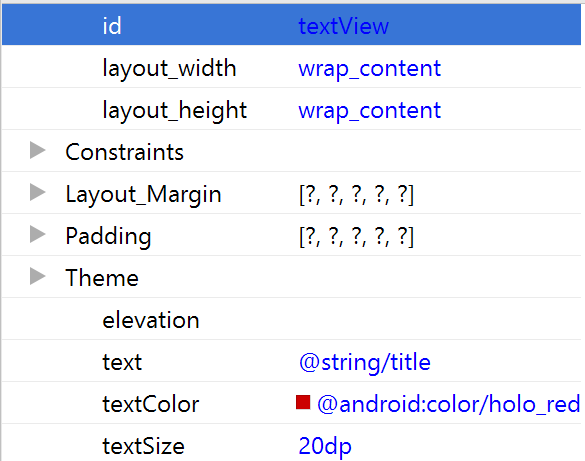 id textView
layout_width wrap_content
layout_height wrap_content
Constraints
Layout_Margin [?, ?, ?, ?, ?]
Padding [?, ?, ?, ?, ?]
Theme
elevation
text @string/title
textColor @android:color/holo_red
textSize 20dp